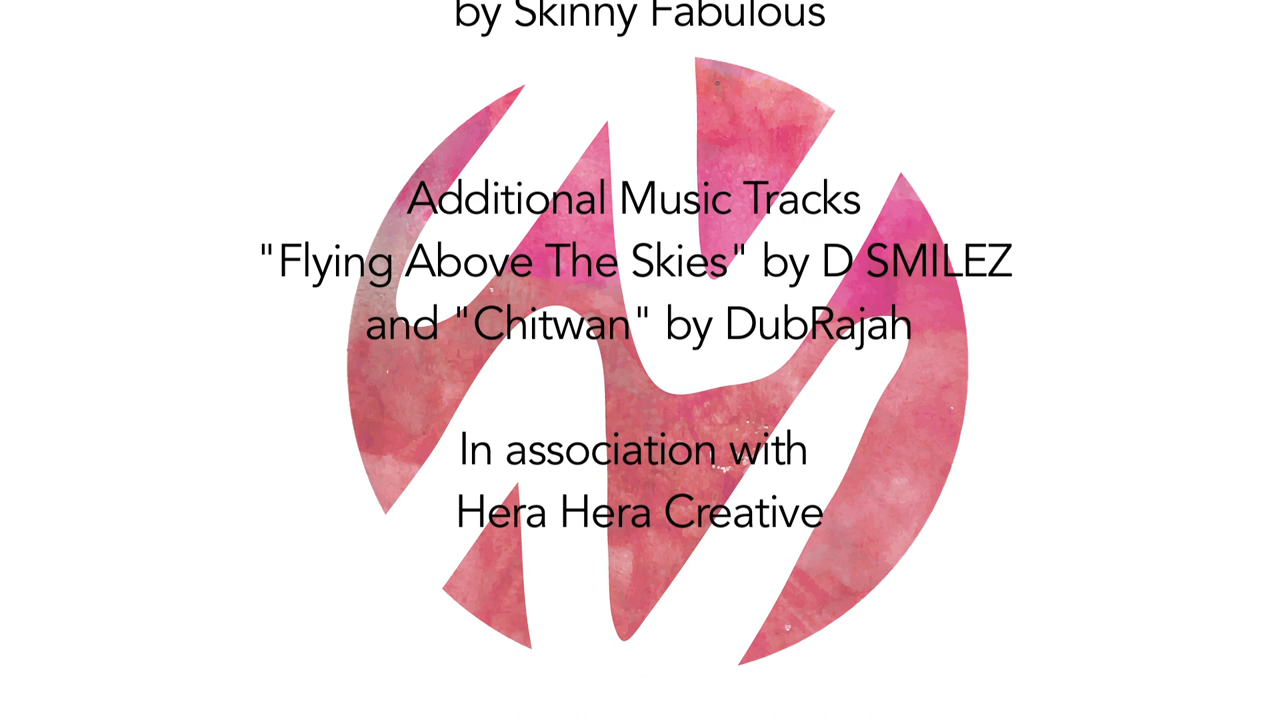 by Skinny Fabulous
Additional Music Tracks
"Flying Above The Skies" by D SMILEZ
and "Chitwan" by DubRajah
In association with
Hera Hera Creative